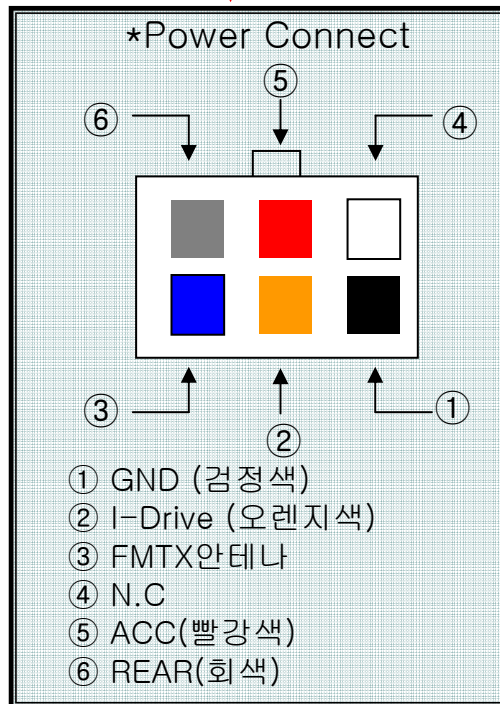 *Power Connect
⑤
⑥
④
③
①
②
① GND (검정색)
② I-Drive (오렌지색)
③ FMTX안테나
④ N.C
⑤ ACC(빨강색)
⑥ REAR(회색)